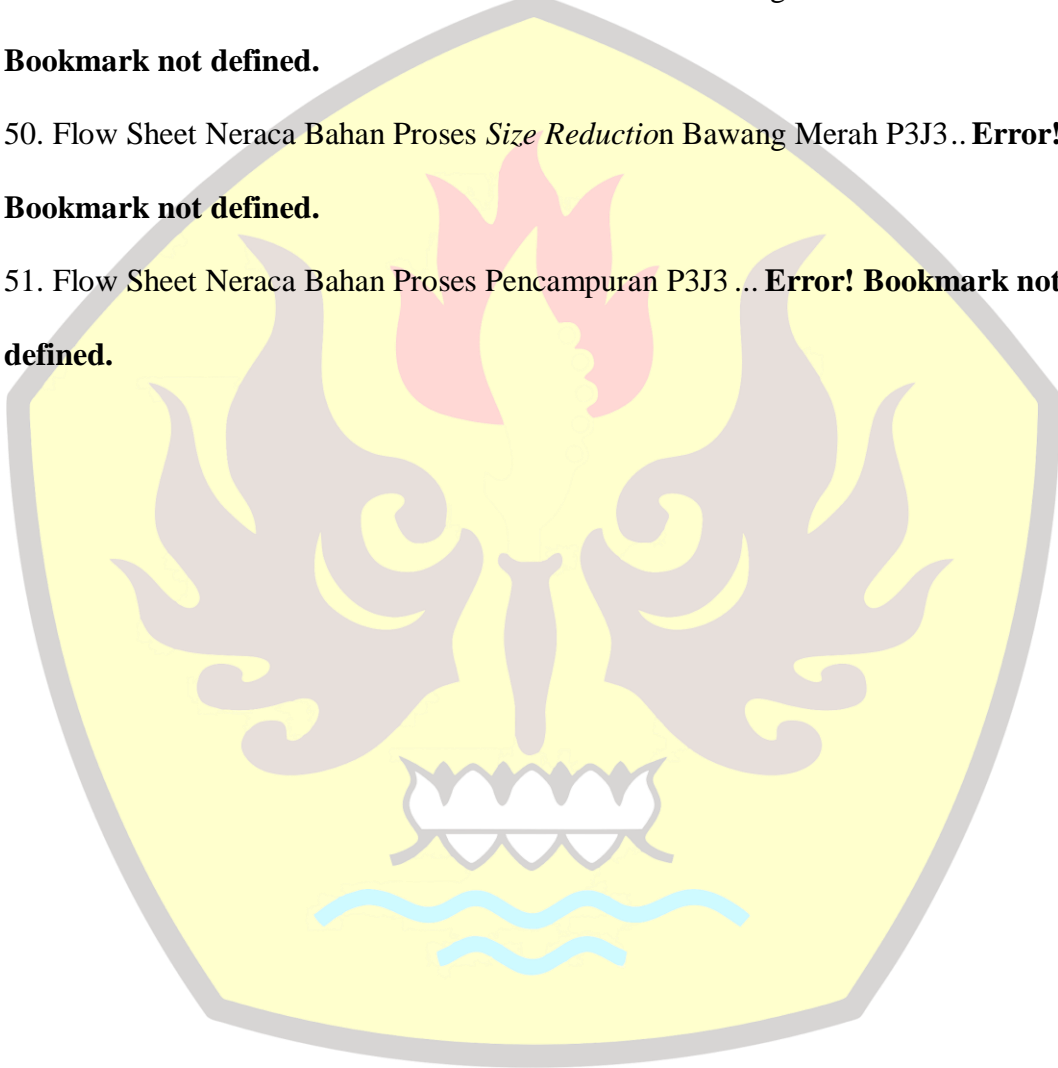 Bookmark not defined.
50. Flow Sheet Neraca Bahan Proses Size Reduction Bawang Merah P3J3.. Error!
Bookmark not defined.
51. Flow Sheet Neraca Bahan Proses Pencampuran P3J3 ... Error! Bookmark not
defined.